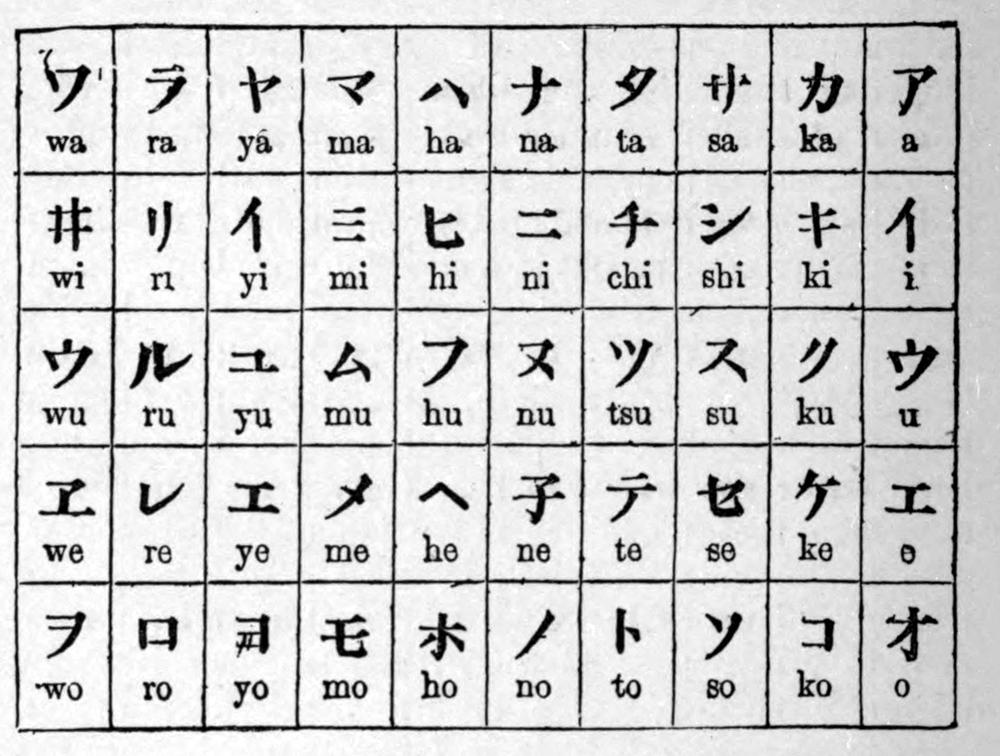 ワ ラ ヤ マ ハ ナ タ サ カ ア
wa ra yá ma ha na ta sa ka a
ヰ リ イ ミ ヒ ニ チ シ キ イ
wi ri yi mi hi ni chi shi ki i
ウ ル ユ ム フ ヌ ツ ス ク ウ
wu ru yu mu hu nu tsu su ku u
ヱ レ エ メ ヘ 子 テ セ ケ エ
we re ye me he ne te se ke e
ヲ ロ ヨ モ ホ ノ ト ソ コ オ
wo ro yo mo ho no to so ko o